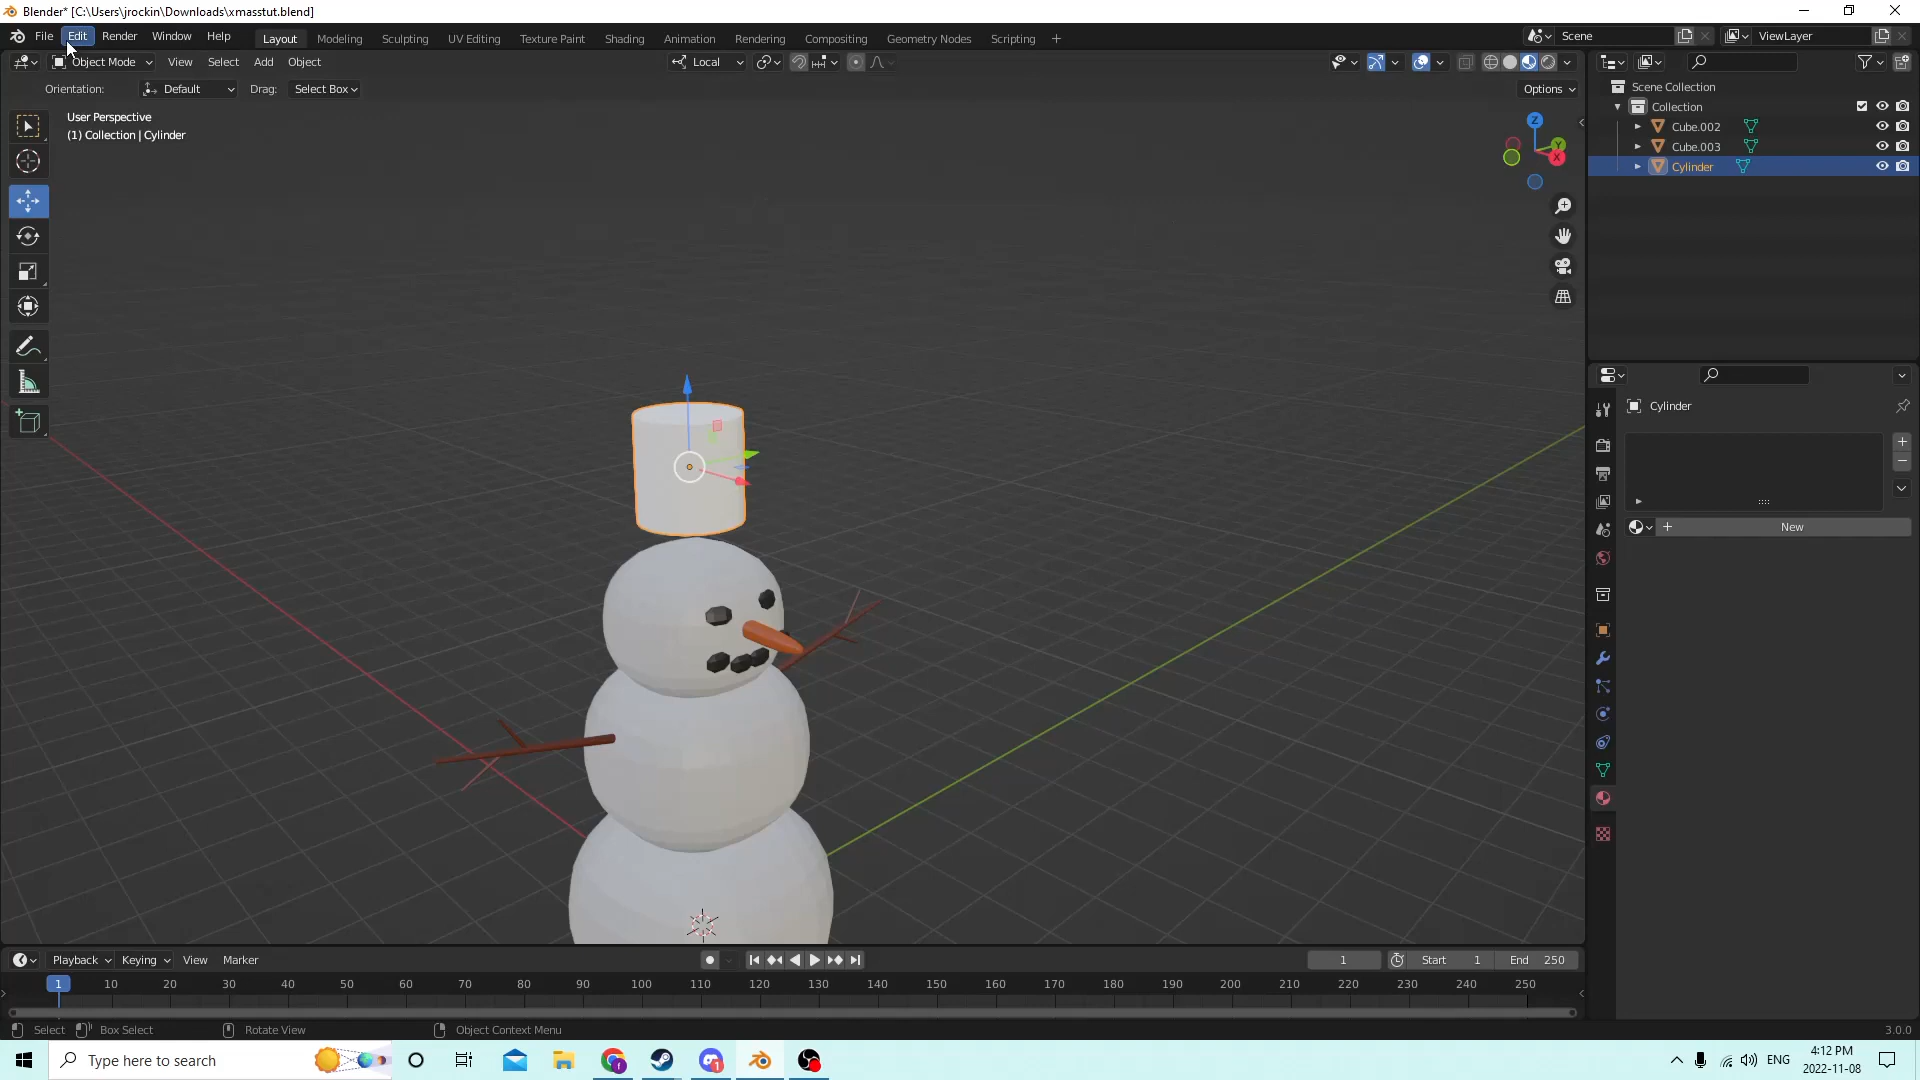 Blender* [C:\Users\jrockin\Downloads\xmasstut.blend]
File Edit Render Window Help Layout Modeling Sculpting UV Editing Texture Paint Shading Animation Rendering Compositing Geometry Nodes Scripting + Scene ViewLayer
Object Mode View Select Add Object Local
Orientation: Default Drag: Select Box Options
User Perspective
(1) Collection | Cylinder
Z
Y
X
Scene Collection
Collection
Cube.002
Cube.003
Cylinder
Cylinder
+
−
+ New
Playback Keying View Marker 1 Start 1 End 250
1 10 20 30 40 50 60 70 80 90 100 110 120 130 140 150 160 170 180 190 200 210 220 230 240 250
Select Box Select Rotate View Object Context Menu 3.0.0
Type here to search
ENG
4:12 PM
2022-11-08